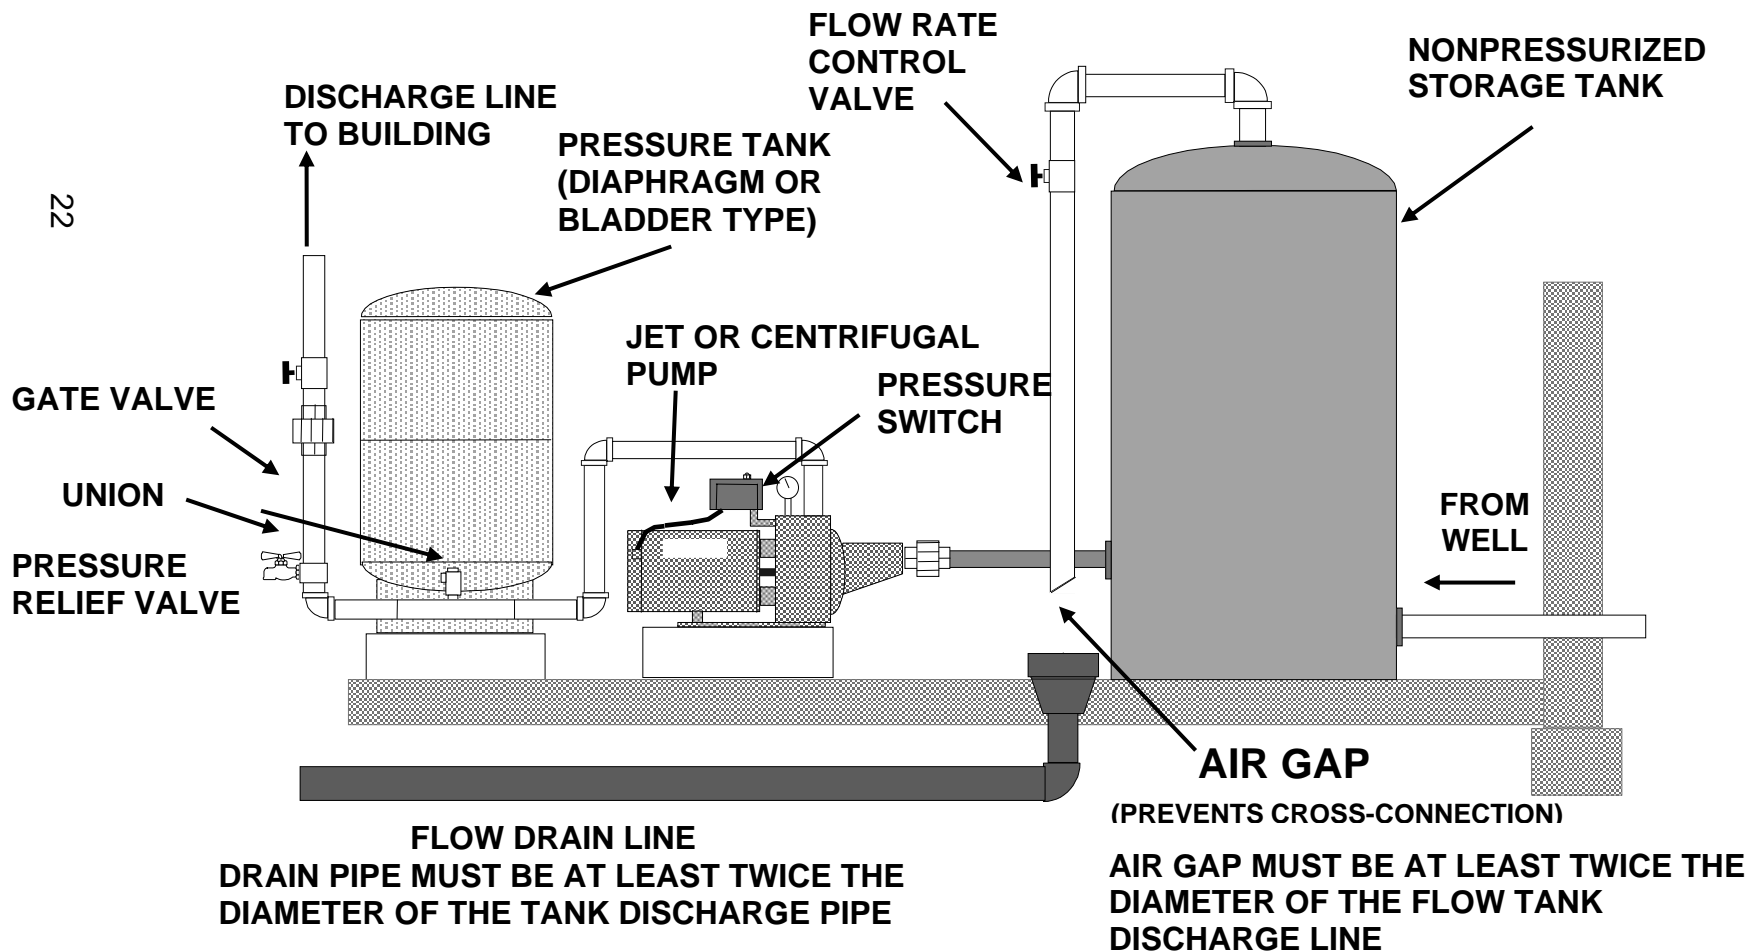 FLOW RATE
CONTROL
VALVE
NONPRESSURIZED
STORAGE TANK
DISCHARGE LINE
TO BUILDING
PRESSURE TANK
(DIAPHRAGM OR
BLADDER TYPE)
22
JET OR CENTRIFUGAL
PUMP
PRESSURE
SWITCH
GATE VALVE
UNION
PRESSURE
RELIEF VALVE
FROM
WELL
AIR GAP
(PREVENTS CROSS-CONNECTION)
AIR GAP MUST BE AT LEAST TWICE THE
DIAMETER OF THE FLOW TANK
DISCHARGE LINE
FLOW DRAIN LINE
DRAIN PIPE MUST BE AT LEAST TWICE THE
DIAMETER OF THE TANK DISCHARGE PIPE